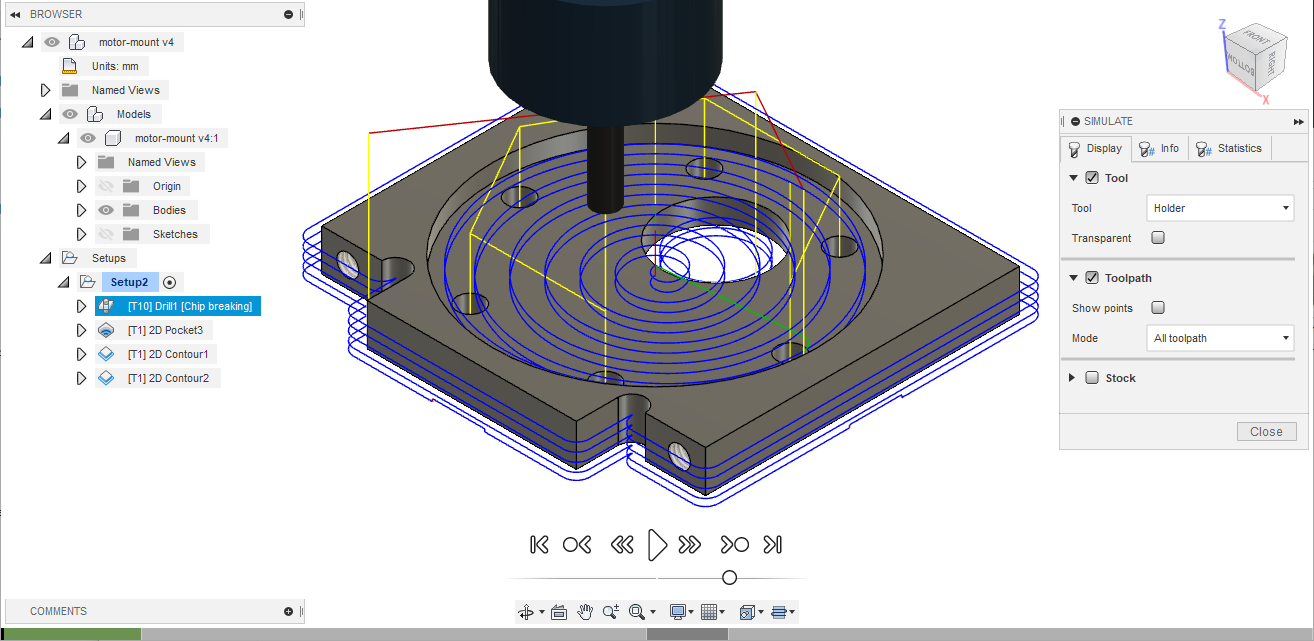 BROWSER
motor-mount v4
Units: mm
Named Views
Models
motor-mount v4:1
Named Views
Origin
Bodies
Sketches
Setups
Setup2
[T10] Drill1 [Chip breaking]
[T1] 2D Pocket3
[T1] 2D Contour1
[T1] 2D Contour2
COMMENTS
Z
FRONT
BOTTOM
RIGHT
X
SIMULATE
Display
Info
Statistics
Tool
Tool Holder
Transparent
Toolpath
Show points
Mode All toolpath
Stock
Close